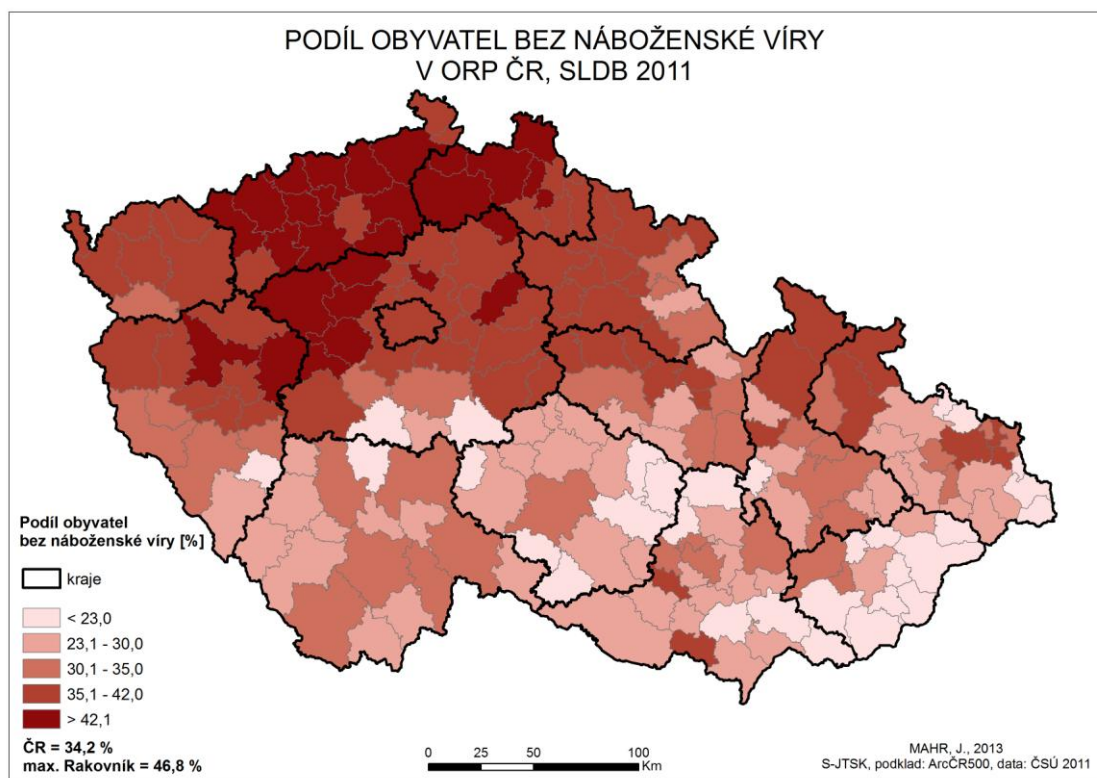 PODÍL OBYVATEL BEZ NÁBOŽENSKÉ VÍRY
V ORP ČR, SLDB 2011
Podíl obyvatel
bez náboženské víry [%]
kraje
< 23,0
23,1 - 30,0
30,1 - 35,0
35,1 - 42,0
> 42,1
ČR = 34,2 %
max. Rakovník = 46,8 %
0 25 50 100
Km
MAHR, J., 2013
S-JTSK, podklad: ArcČR500, data: ČSÚ 2011